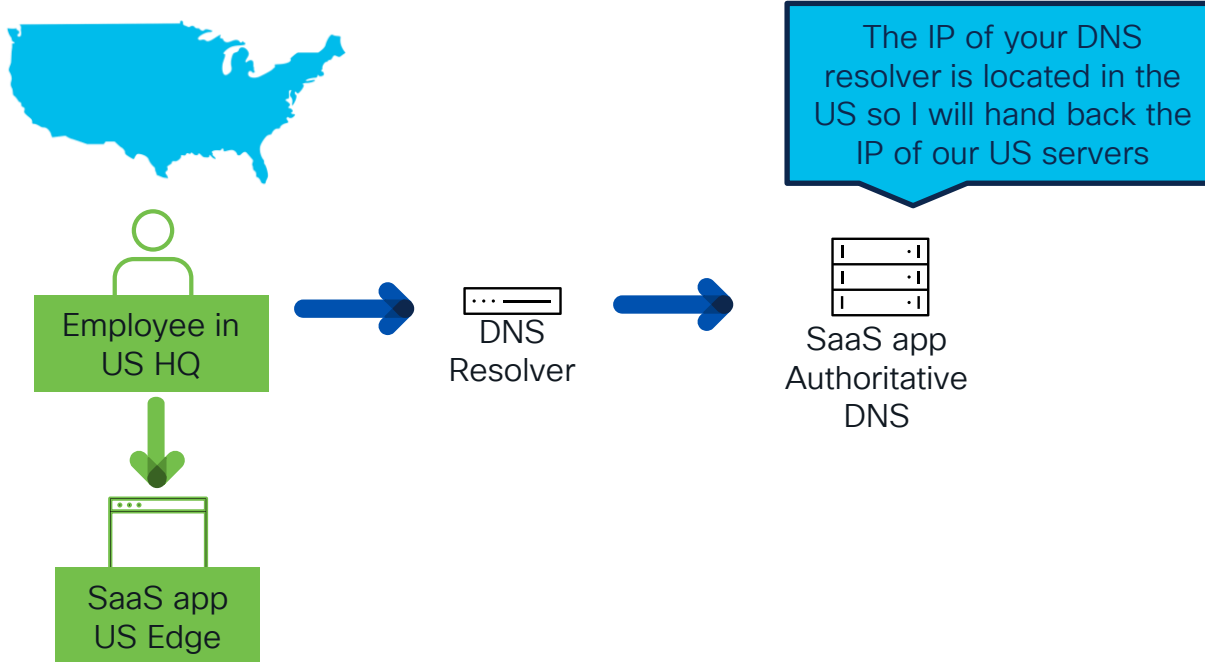 The IP of your DNS
resolver is located in the
US so I will hand back the
IP of our US servers
Employee in
US HQ
DNS
Resolver
SaaS app
Authoritative
DNS
SaaS app
US Edge